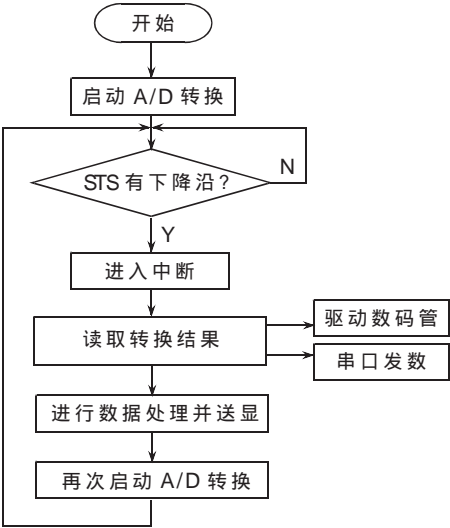 开始
启动 A/D 转换
STS 有下降沿?
N
Y
进入中断
读取转换结果
驱动数码管
串口发数
进行数据处理并送显
再次启动 A/D 转换